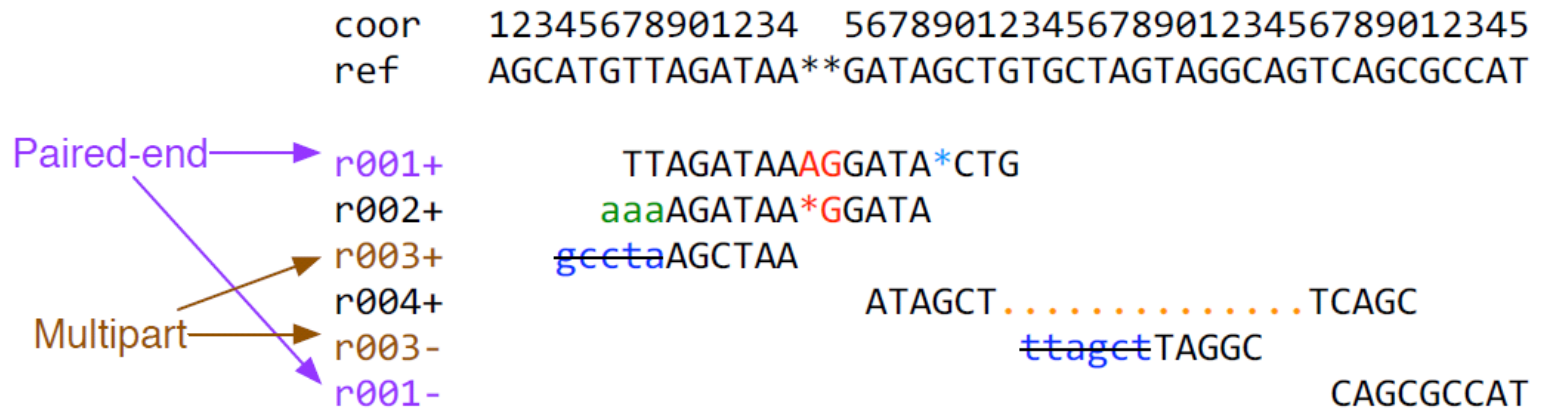 coor 12345678901234  5678901234567890123456789012345
ref AGCATGTTAGATAA**GATAGCTGTGCTAGTAGGCAGTCAGCGCCAT
Paired-end
r001+ TTAGATAAAGGATA*CTG
r002+ aaaAGATAA*GGATA
r003+ gcctaAGCTAA
r004+ ATAGCT..............TCAGC
Multipart
r003- ttagctTAGGC
r001- CAGCGCCAT